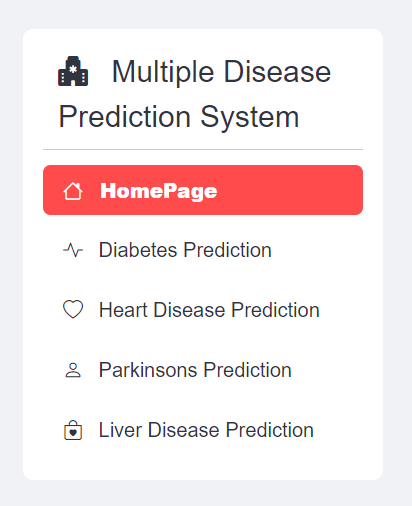 Multiple Disease
Prediction System
HomePage
Diabetes Prediction
Heart Disease Prediction
Parkinsons Prediction
Liver Disease Prediction